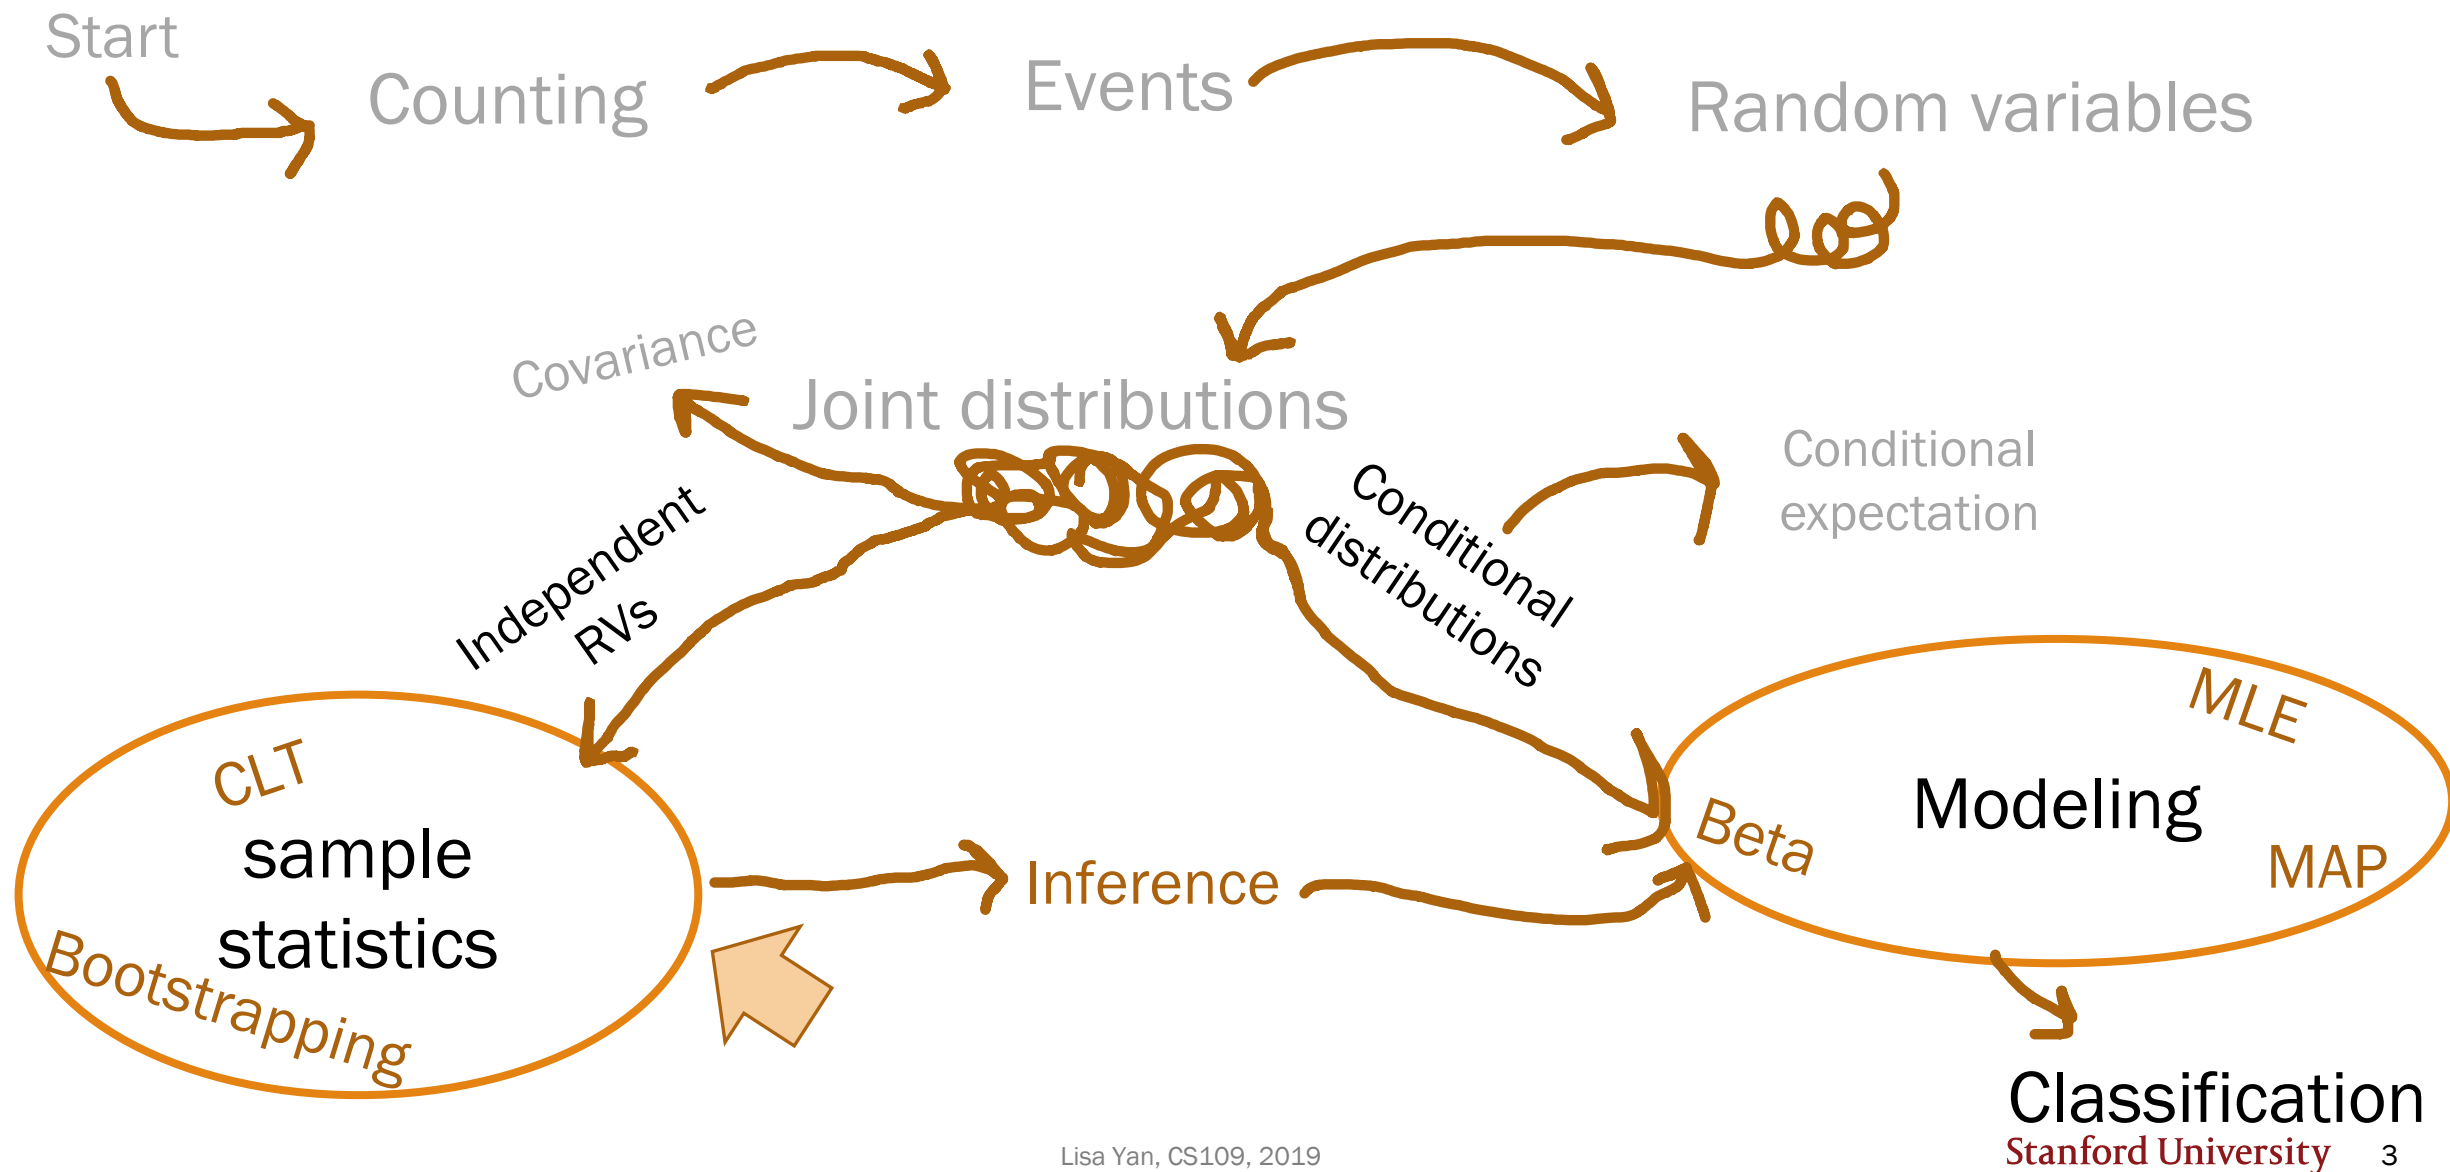 Start
Counting
Events
Random variables
Covariance
Joint distributions
Conditional
expectation
Independent
RVs
Conditional
distributions
CLT
sample
statistics
Bootstrapping
Inference
Beta
Modeling
MLE
MAP
Classification
Lisa Yan, CS109, 2019
Stanford University
3